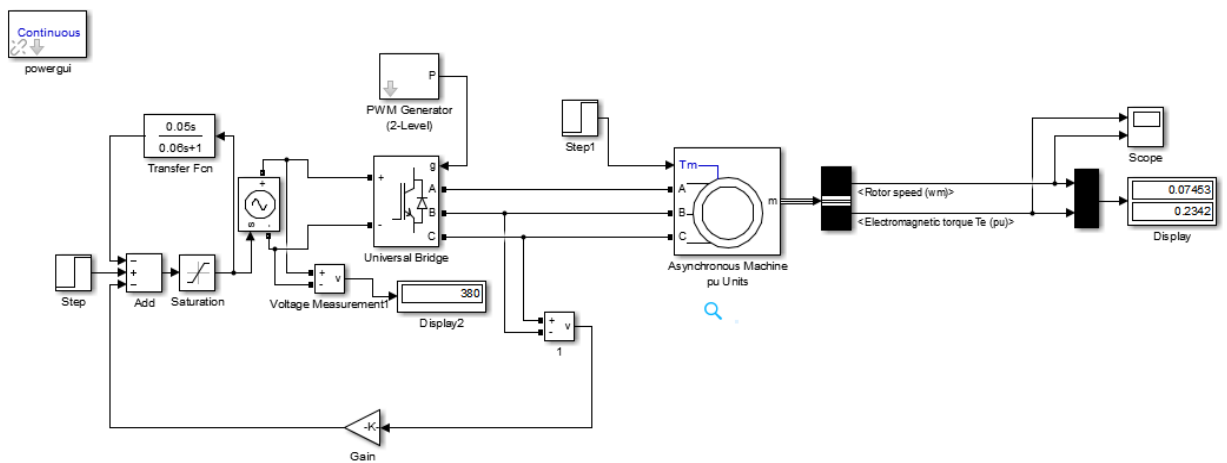 Continuous
powergui
P
PWM Generator
(2-Level)
0.05s
0.06s+1
Transfer Fcn
Step1
Scope
+
s
-
g
+
A
B
-
C
Universal Bridge
Tm
A
B
C
m
Asynchronous Machine
pu Units
<Rotor speed (wm)>
<Electromagnetic torque Te (pu)>
0.07453
0.2342
Display
Step
−
+
−
Add
Saturation
+
-
v
Voltage Measurement1
380
Display2
+
-
v
1
-K-
Gain